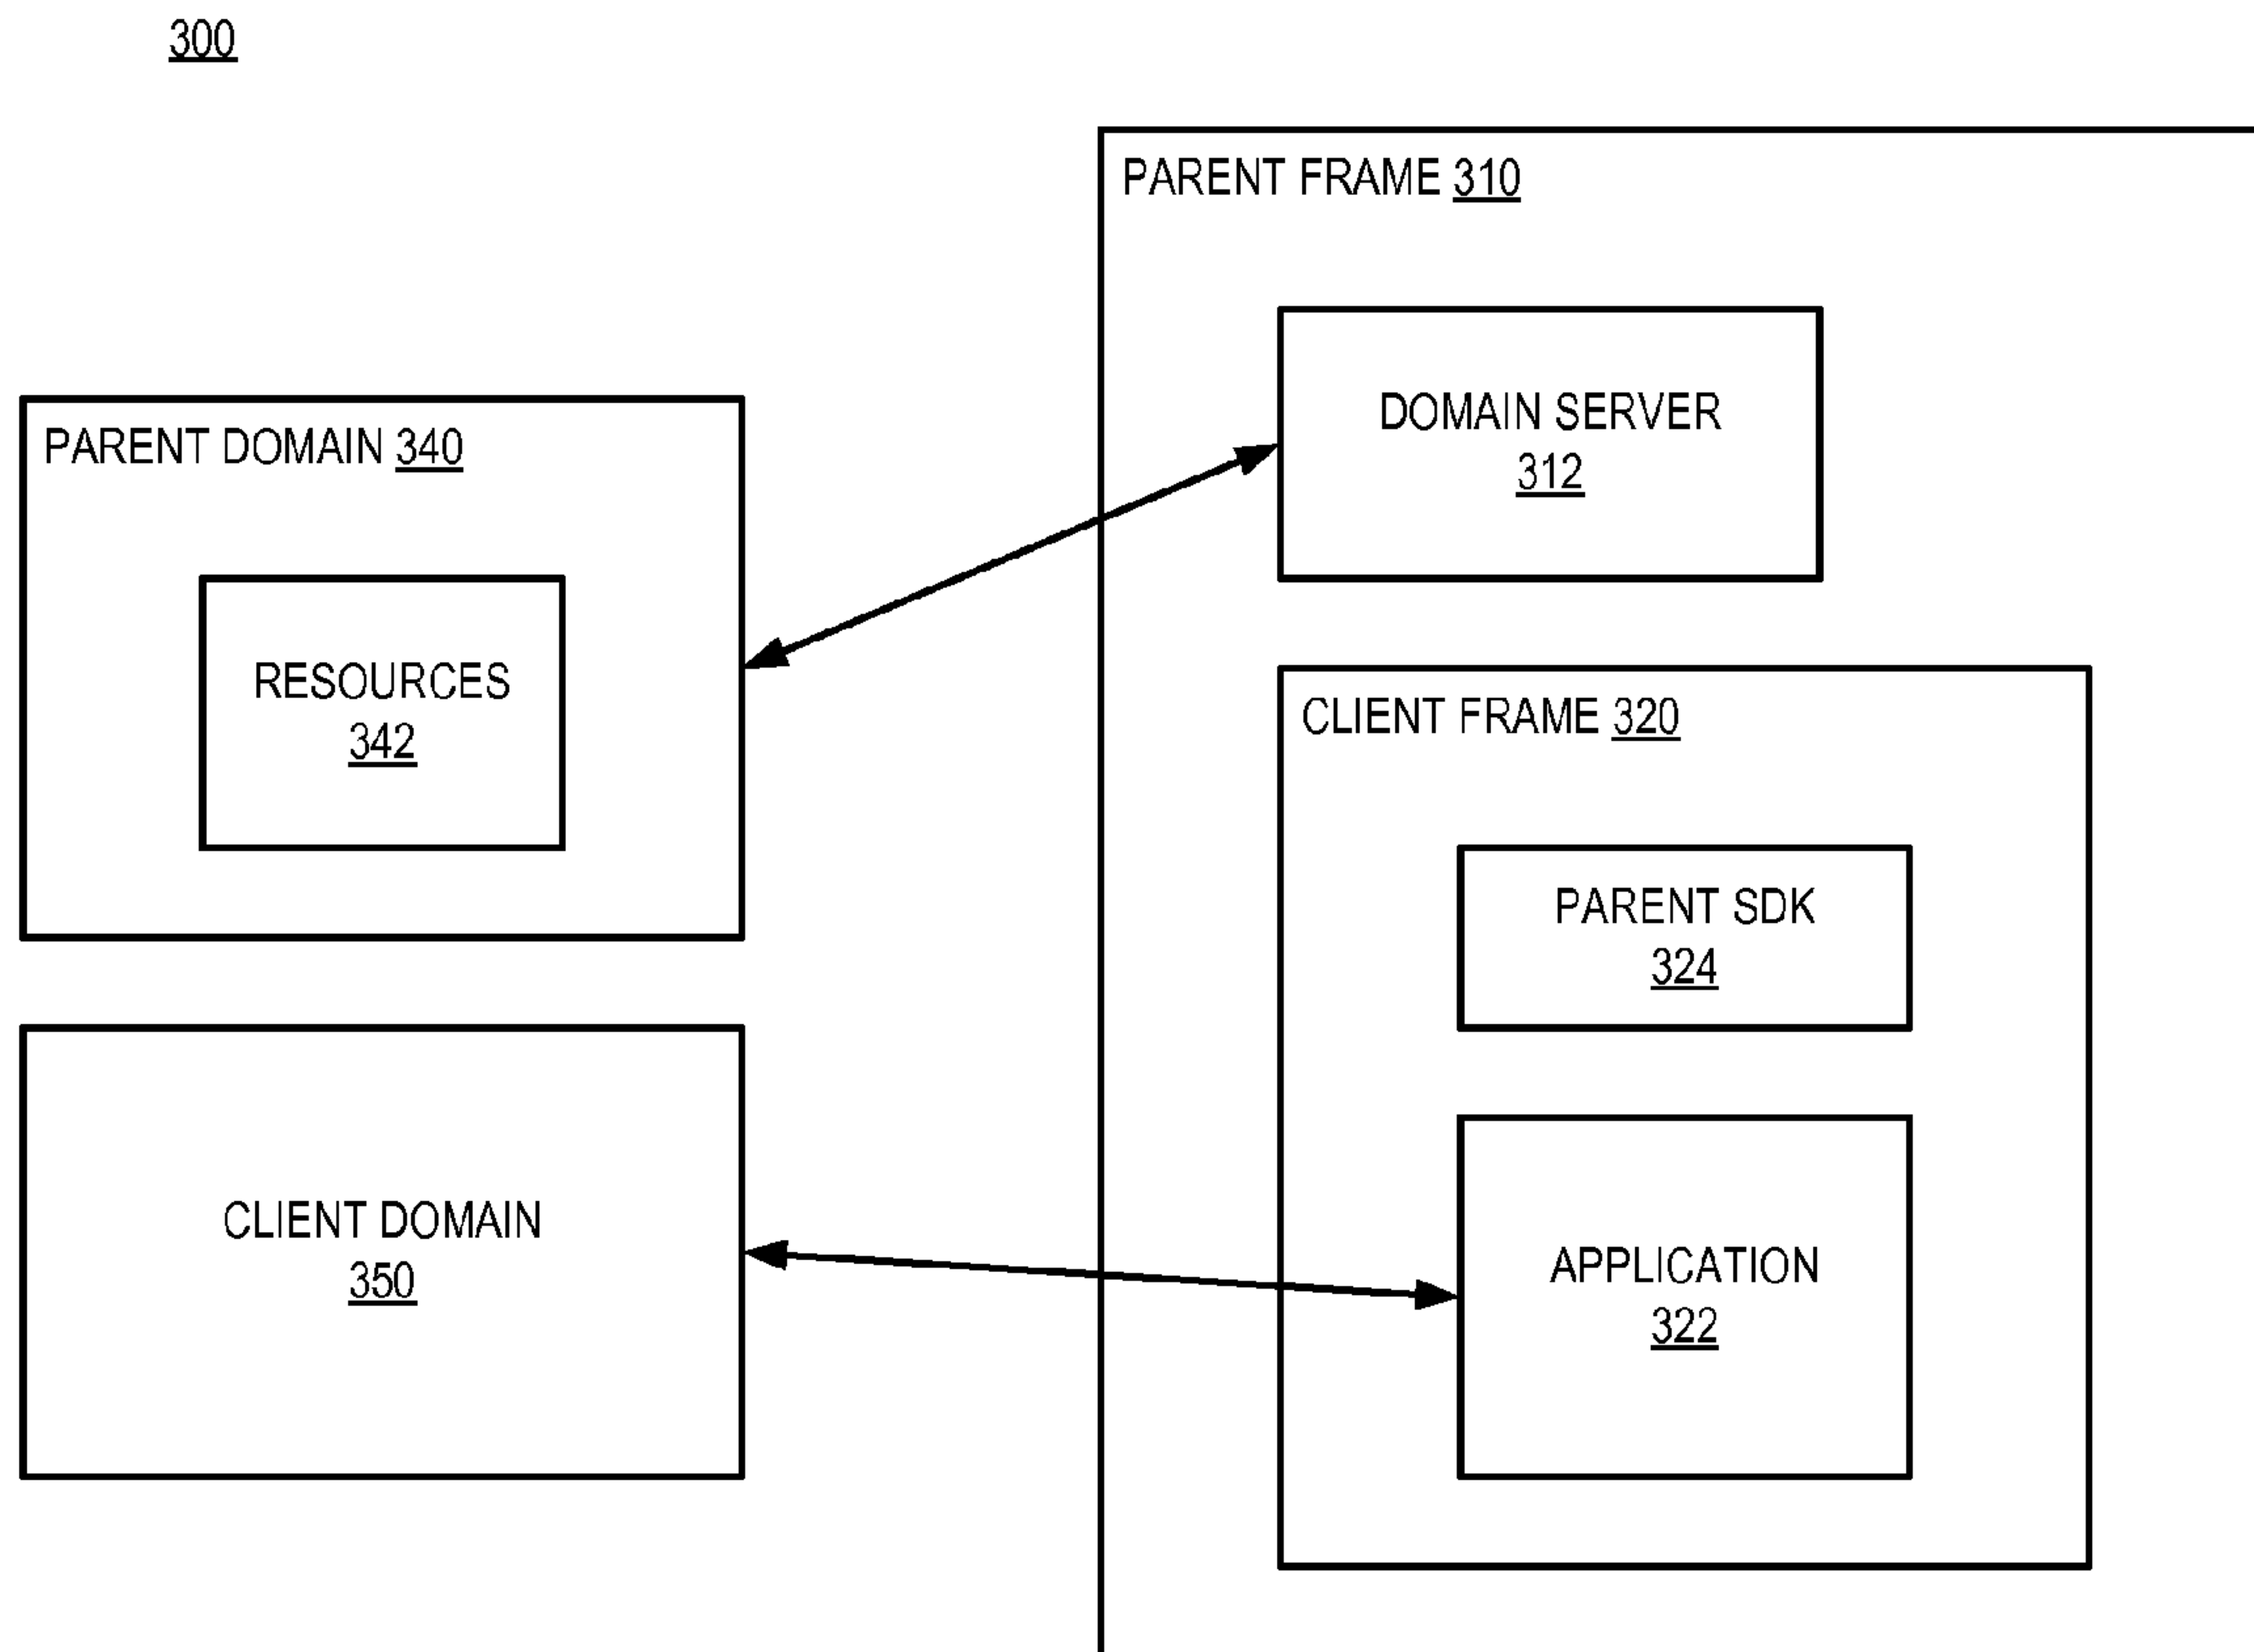 300
PARENT FRAME 310
DOMAIN SERVER
312
PARENT DOMAIN 340
RESOURCES
342
CLIENT FRAME 320
PARENT SDK
324
CLIENT DOMAIN
350
APPLICATION
322